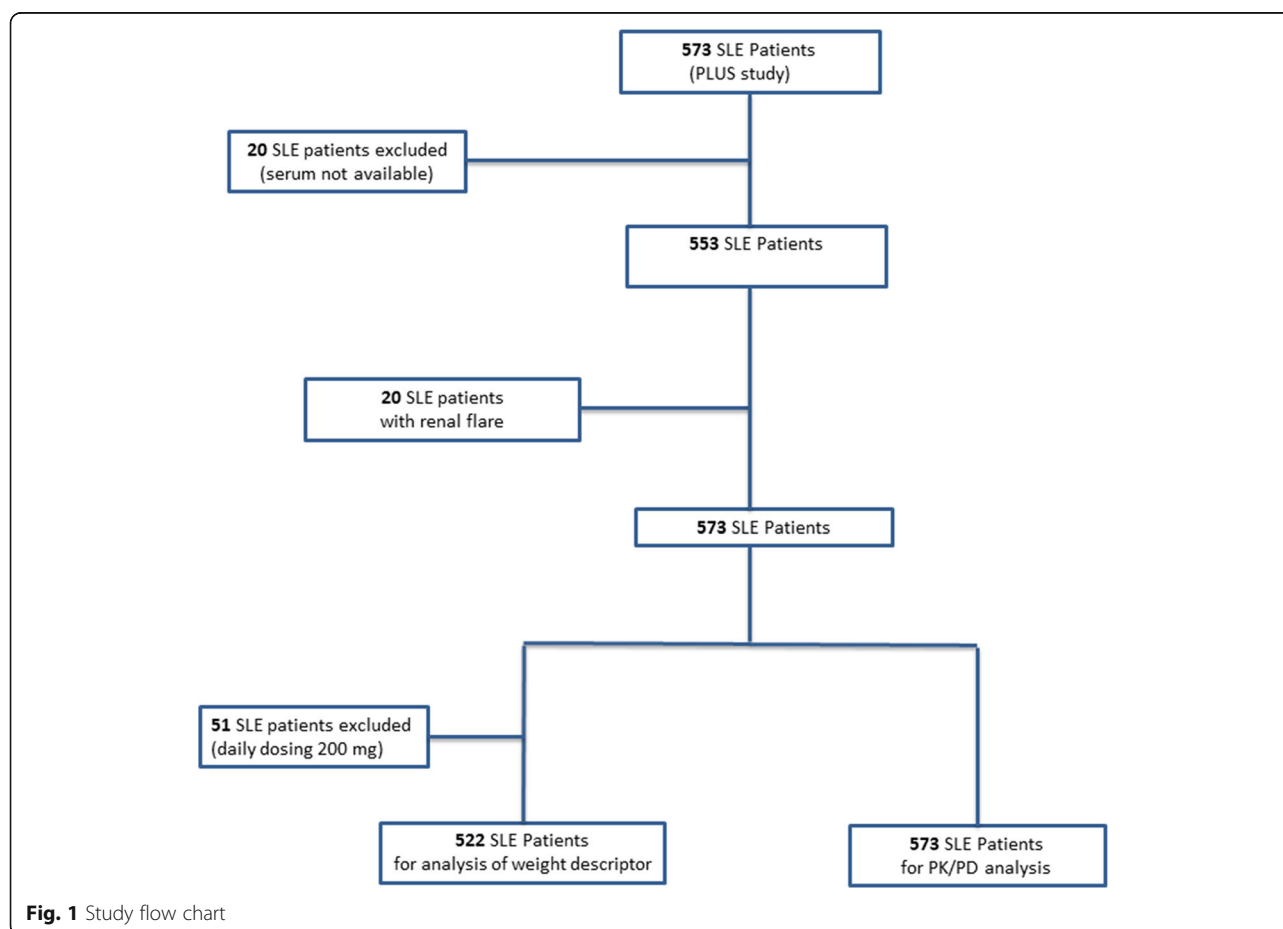 573 SLE Patients
(PLUS study)
20 SLE patients excluded
(serum not available)
553 SLE Patients
20 SLE patients
with renal flare
573 SLE Patients
51 SLE patients excluded
(daily dosing 200 mg)
522 SLE Patients
for analysis of weight descriptor
573 SLE Patients
for PK/PD analysis
Fig. 1 Study flow chart